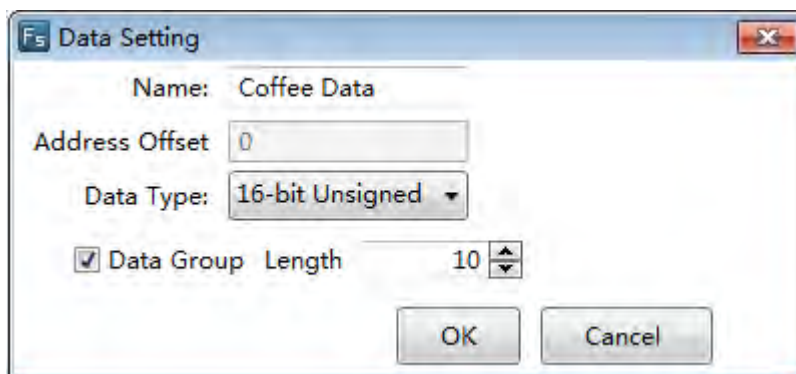 Fs Data Setting
Name: Coffee Data
Address Offset 0
Data Type: 16-bit Unsigned
Data Group Length 10
OK Cancel